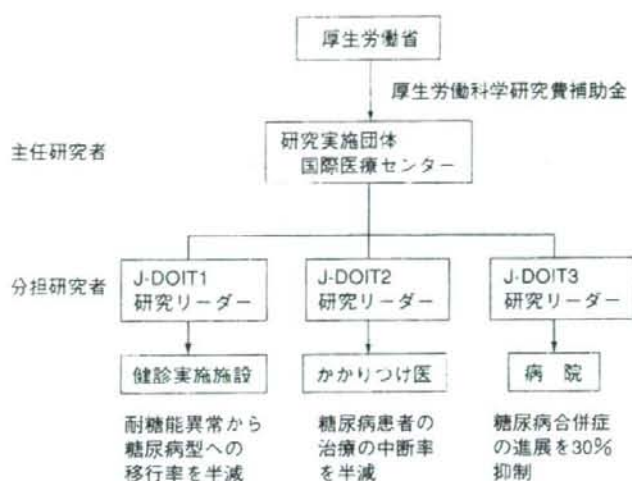 厚生労働省
厚生労働科学研究費補助金
主任研究者
研究実施団体
国際医療センター
分担研究者
J-DOIT1
研究リーダー
J-DOIT2
研究リーダー
J-DOIT3
研究リーダー
健診実施施設
かかりつけ医
病 院
耐糖能異常から
糖尿病型への
移行率を半減
糖尿病患者の
治療の中断率
を半減
糖尿病合併症
の進展を30%
抑制